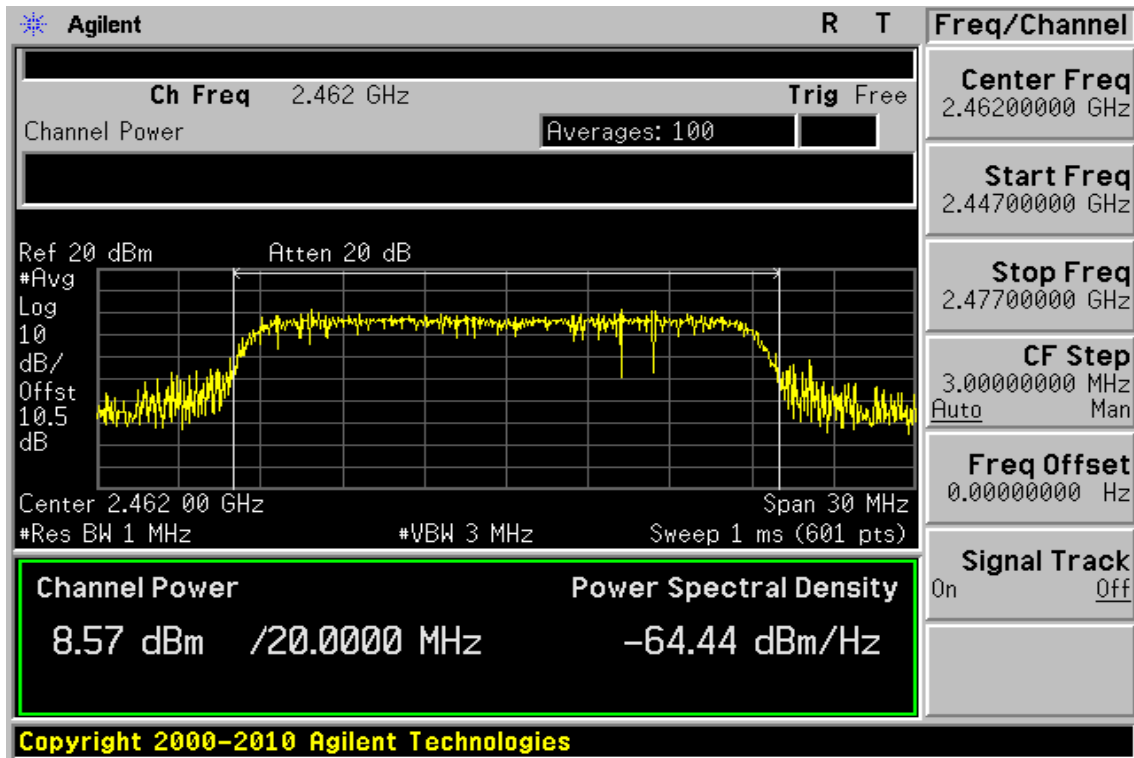 Agilent
R T
Freq/Channel
Ch Freq 2.462 GHz
Trig Free
Channel Power
Averages: 100
Ref 20 dBm
Atten 20 dB
#Avg
Log
10
dB/
Offst
10.5
dB
Center 2.462 00 GHz
Span 30 MHz
#Res BW 1 MHz
#VBW 3 MHz
Sweep 1 ms (601 pts)
Channel Power
Power Spectral Density
8.57 dBm /20.0000 MHz
-64.44 dBm/Hz
Center Freq
2.46200000 GHz
Start Freq
2.44700000 GHz
Stop Freq
2.47700000 GHz
CF Step
3.00000000 MHz
Auto Man
Freq Offset
0.00000000 Hz
Signal Track
On Off
Copyright 2000-2010 Agilent Technologies